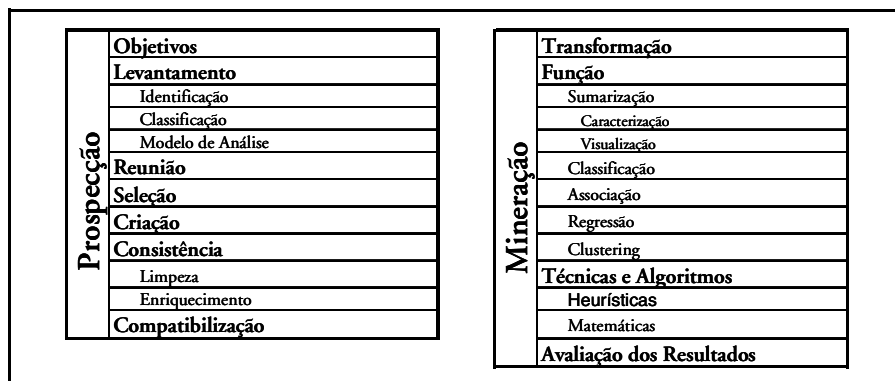 Prospecção
Objetivos
Levantamento
Identificação
Classificação
Modelo de Análise
Reunião
Seleção
Criação
Consistência
Limpeza
Enriquecimento
Compatibilização
Mineração
Transformação
Função
Sumarização
Caracterização
Visualização
Classificação
Associação
Regressão
Clustering
Técnicas e Algoritmos
Heurísticas
Matemáticas
Avaliação dos Resultados